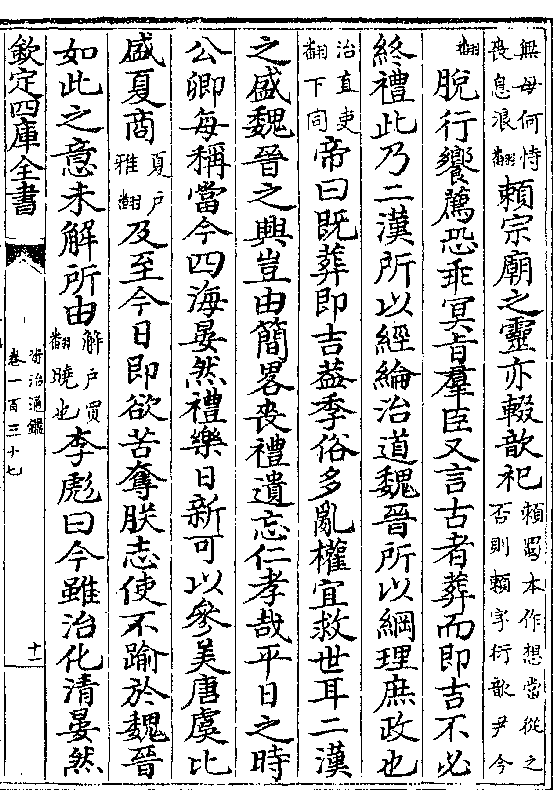 無母何恃喪息浪翻賴宗廟之靈亦輟歆祀賴蜀本作想當從之否則賴字衍歆尹今
翻脫行饗薦恐乖冥旨羣臣又言古者葬而即吉不必
終禮此乃二漢所以經綸治道魏晉所以綱理庶政也
治直吏翻下同帝曰既葬即吉葢季俗多亂權宜救世耳二漢
之盛魏晉之興豈由簡畧喪禮遺忘仁孝哉平日之時
公卿每稱當今四海晏然禮樂日新可以參美唐虞比
盛夏商夏戶雅翻及至今日即欲苦奪朕志使不踰於魏晉
如此之意未解所由解戶買翻曉也李彪曰今雖治化清晏然
欽定四庫全書
資治通鑑
卷一百三十七
十一